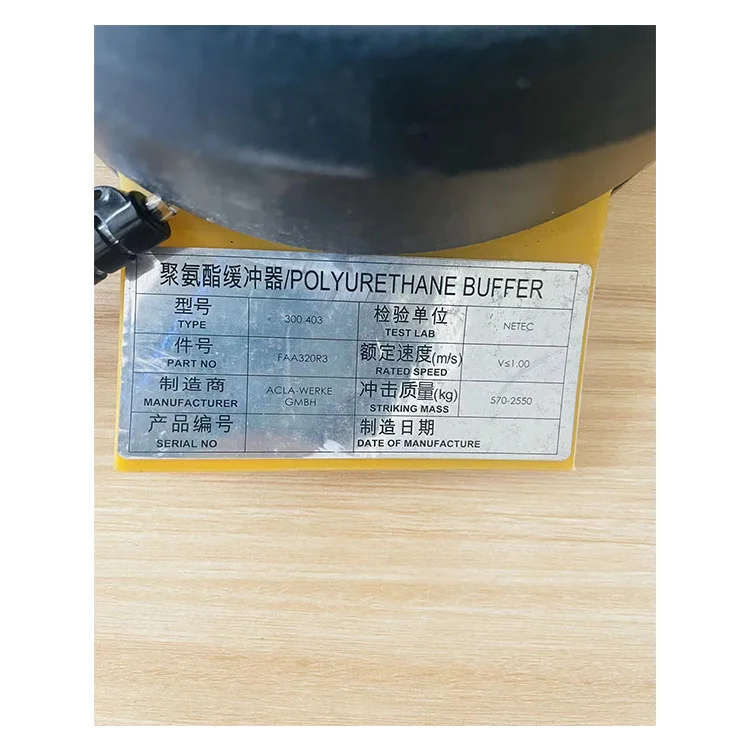 聚氨酯缓冲器/POLYURETHANE BUFFER
型号 300 403 检验单位 NETEC
TYPE TEST LAB
件号 FAA320R3 额定速度(m/s) V≤1.00
PART NO RATED SPEED
制造商 ACLA-WERKE GMBH 冲击质量(kg) 570-2550
MANUFACTURER STRIKING MASS
产品编号 制造日期
SERIAL NO DATE OF MANUFACTURE